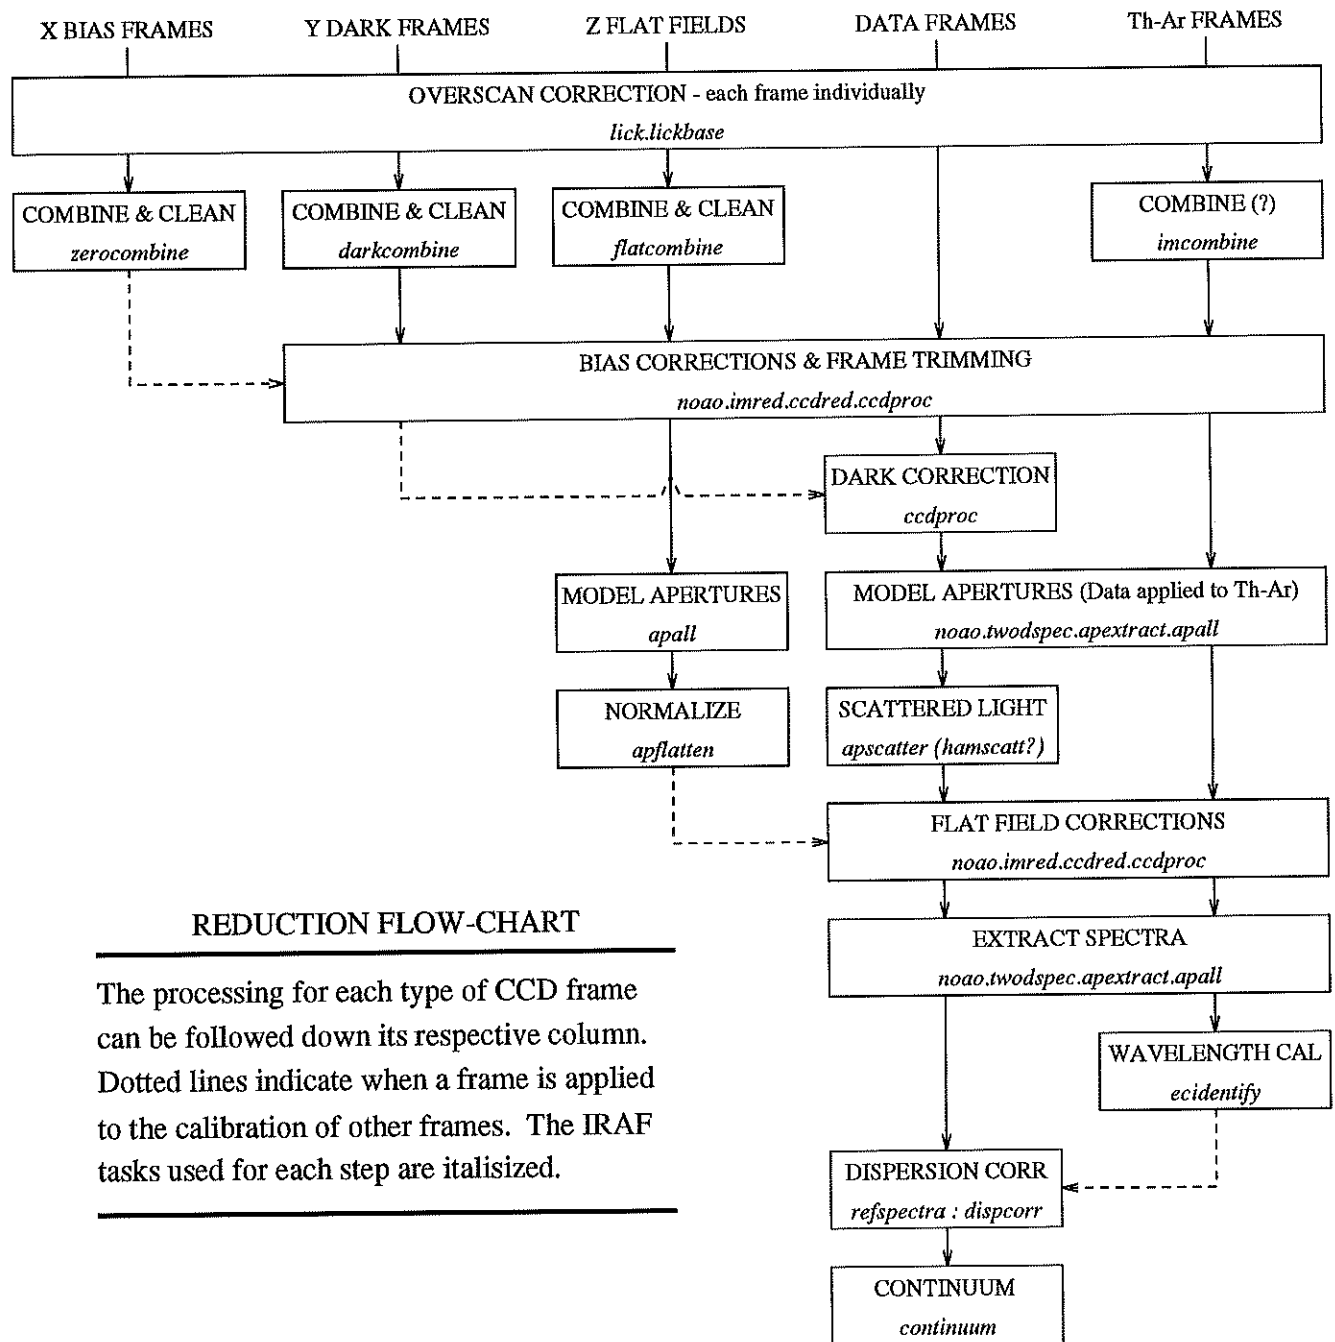 X BIAS FRAMES
Y DARK FRAMES
Z FLAT FIELDS
DATA FRAMES
Th-Ar FRAMES
OVERSCAN CORRECTION - each frame individually
lick.lickbase
COMBINE & CLEAN
zerocombine
COMBINE & CLEAN
darkcombine
COMBINE & CLEAN
flatcombine
COMBINE (?)
imcombine
BIAS CORRECTIONS & FRAME TRIMMING
noao.imred.ccdred.ccdproc
DARK CORRECTION
ccdproc
MODEL APERTURES
apall
MODEL APERTURES (Data applied to Th-Ar)
noao.twodspec.apextract.apall
NORMALIZE
apflatten
SCATTERED LIGHT
apscatter (hamscatt?)
FLAT FIELD CORRECTIONS
noao.imred.ccdred.ccdproc
EXTRACT SPECTRA
noao.twodspec.apextract.apall
WAVELENGTH CAL
ecidentify
DISPERSION CORR
refspectra : dispcorr
CONTINUUM
continuum
REDUCTION FLOW-CHART
The processing for each type of CCD frame
can be followed down its respective column.
Dotted lines indicate when a frame is applied
to the calibration of other frames. The IRAF
tasks used for each step are italisized.